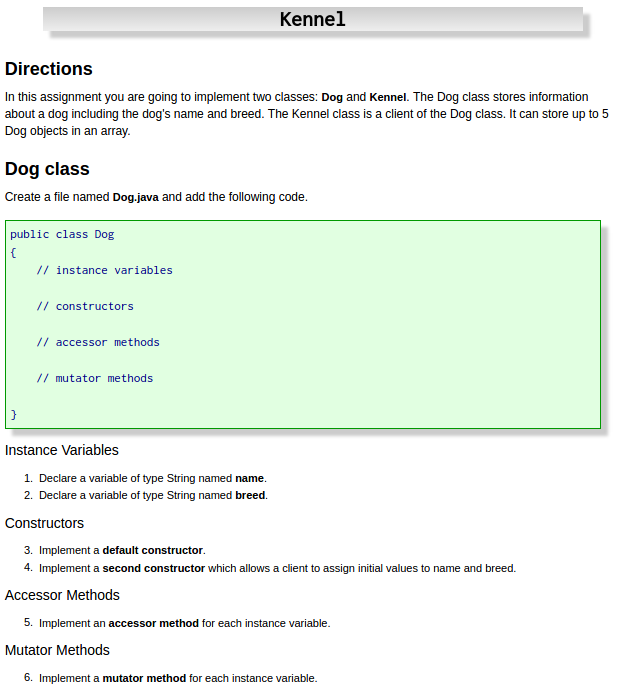 Kennel
Directions
In this assignment you are going to implement two classes: Dog and Kennel. The Dog class stores information
about a dog including the dog's name and breed. The Kennel class is a client of the Dog class. It can store up to 5
Dog objects in an array.
Dog class
Create a file named Dog.java and add the following code.
public class Dog
{
    // instance variables
    // constructors
    // accessor methods
    // mutator methods
}
Instance Variables
1. Declare a variable of type String named name.
2. Declare a variable of type String named breed.
Constructors
3. Implement a default constructor.
4. Implement a second constructor which allows a client to assign initial values to name and breed.
Accessor Methods
5. Implement an accessor method for each instance variable.
Mutator Methods
6. Implement a mutator method for each instance variable.